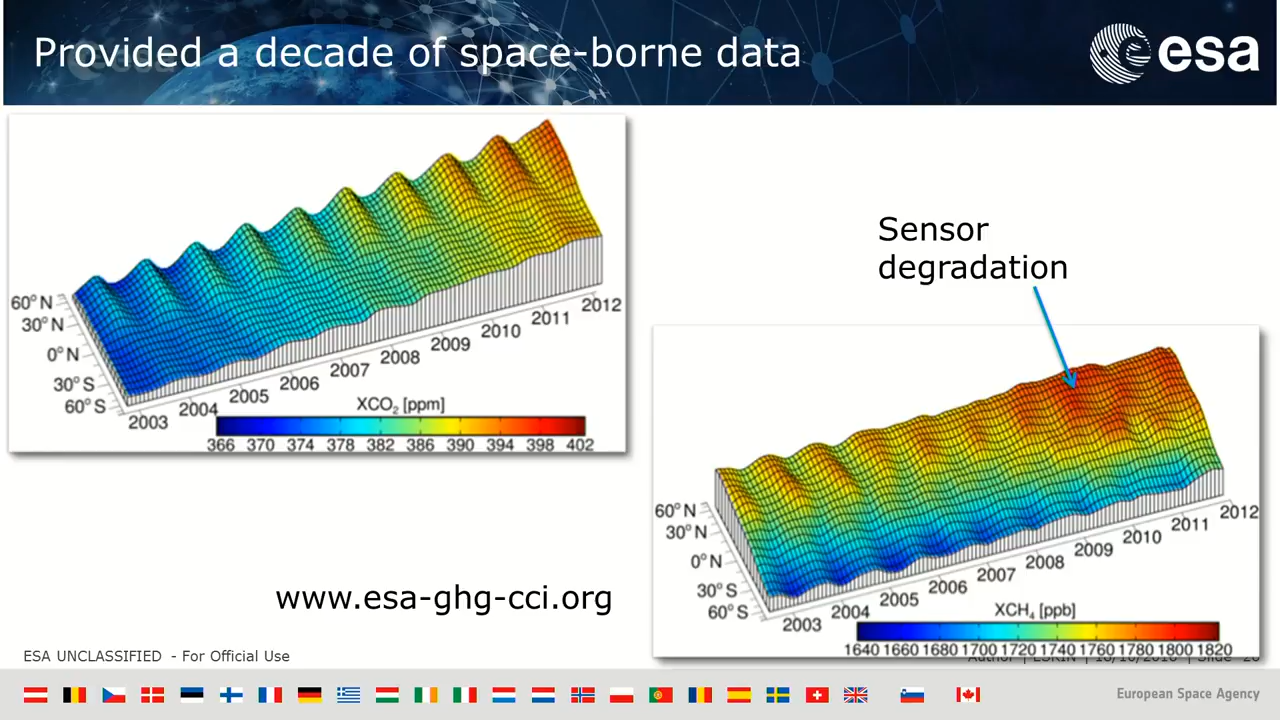 Provided a decade of space-borne data
esa
60° N
30° N
0° N
30° S
60° S
2003
2004
2005
2006
2007
2008
2009
2010
2011
2012
XCO₂ [ppm]
366 370 374 378 382 386 390 394 398 402
Sensor
degradation
60° N
30° N
0° N
30° S
60° S
2003
2004
2005
2006
2007
2008
2009
2010
2011
2012
XCH₄ [ppb]
1640 1660 1680 1700 1720 1740 1760 1780 1800 1820
www.esa-ghg-cci.org
ESA UNCLASSIFIED - For Official Use
European Space Agency